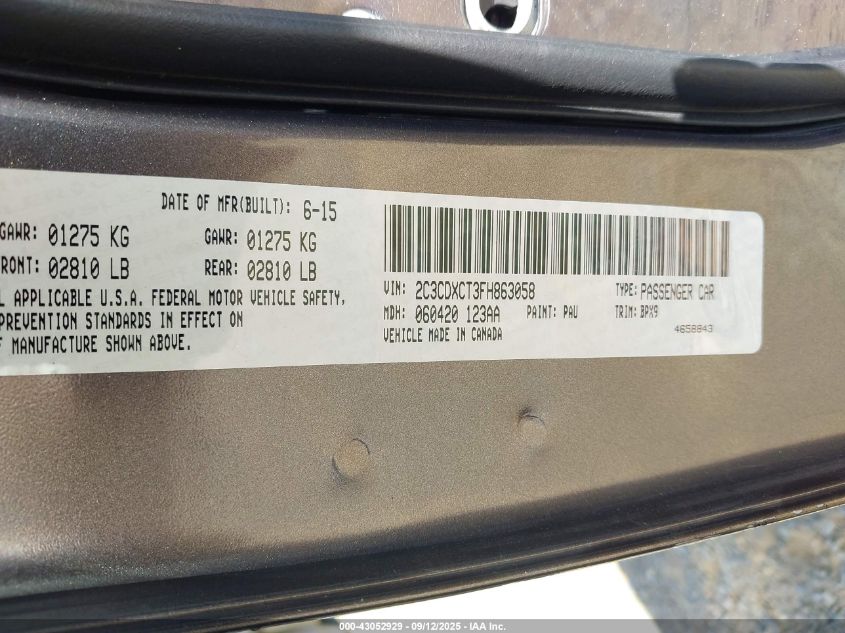 DATE OF MFR(BUILT): 6-15
GAWR: 01275 KG GAWR: 01275 KG
FRONT: 02810 LB REAR: 02810 LB
APPLICABLE U.S.A. FEDERAL MOTOR VEHICLE SAFETY,
PREVENTION STANDARDS IN EFFECT ON
MANUFACTURE SHOWN ABOVE.
VIN: 2C3CDXCT3FH863058 TYPE: PASSENGER CAR
MDH: 060420 123AA PAINT: PAU TRIM: BPX9
VEHICLE MADE IN CANADA 4658843
000-43052929 - 09/12/2025 - IAA Inc.